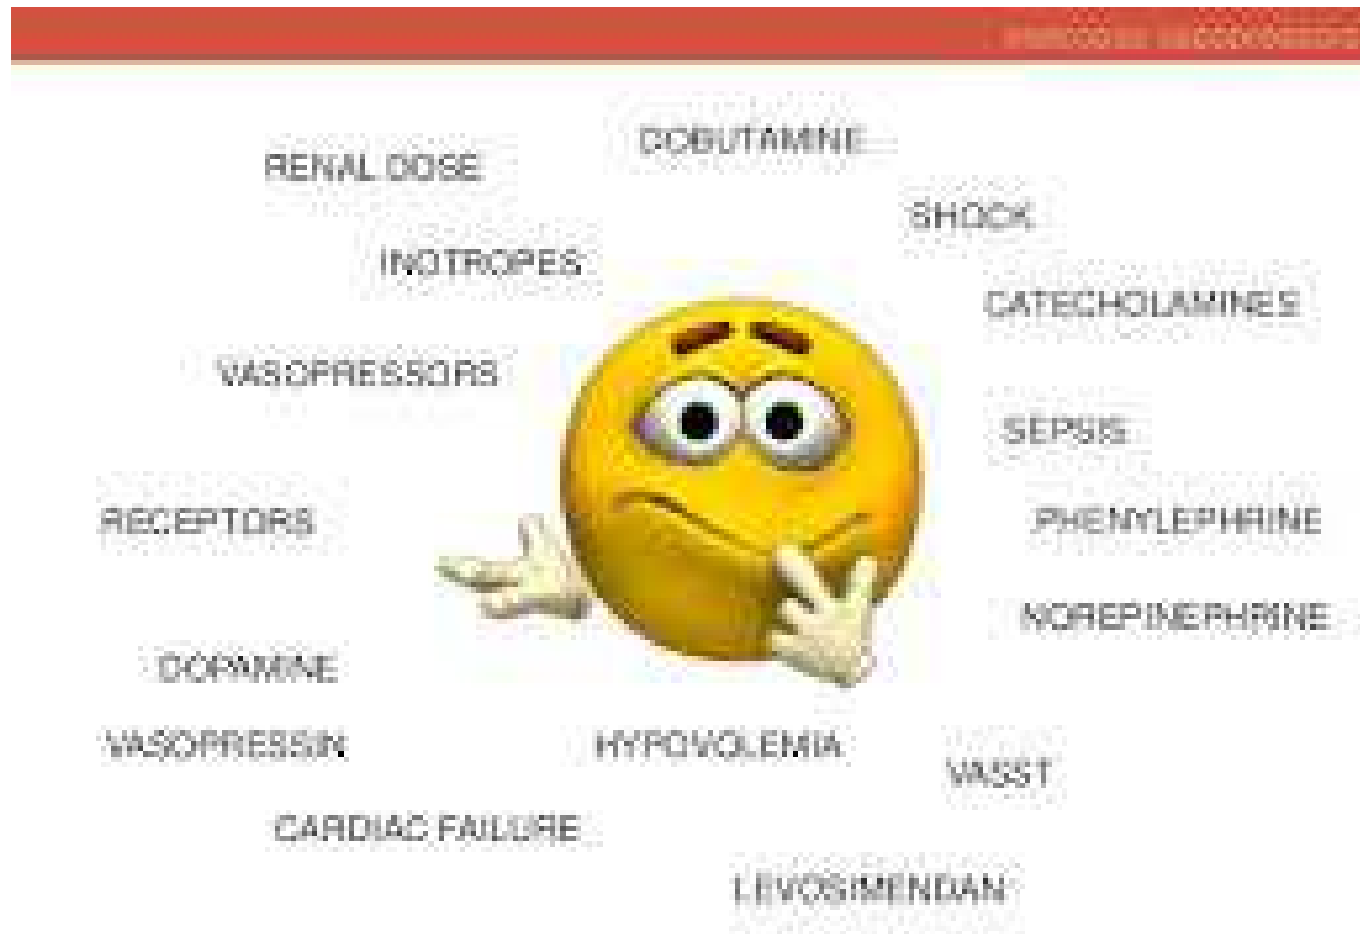 DOBUTAMINE
RENAL DOSE
SHOCK
INOTROPES
CATECHOLAMINES
VASOPRESSORS
SEPSIS
RECEPTORS
PHENYLEPHRINE
NOREPINEPHRINE
DOPAMINE
VASOPRESSIN
HYPOVOLEMIA
VASST
CARDIAC FAILURE
LEVOSIMENDAN